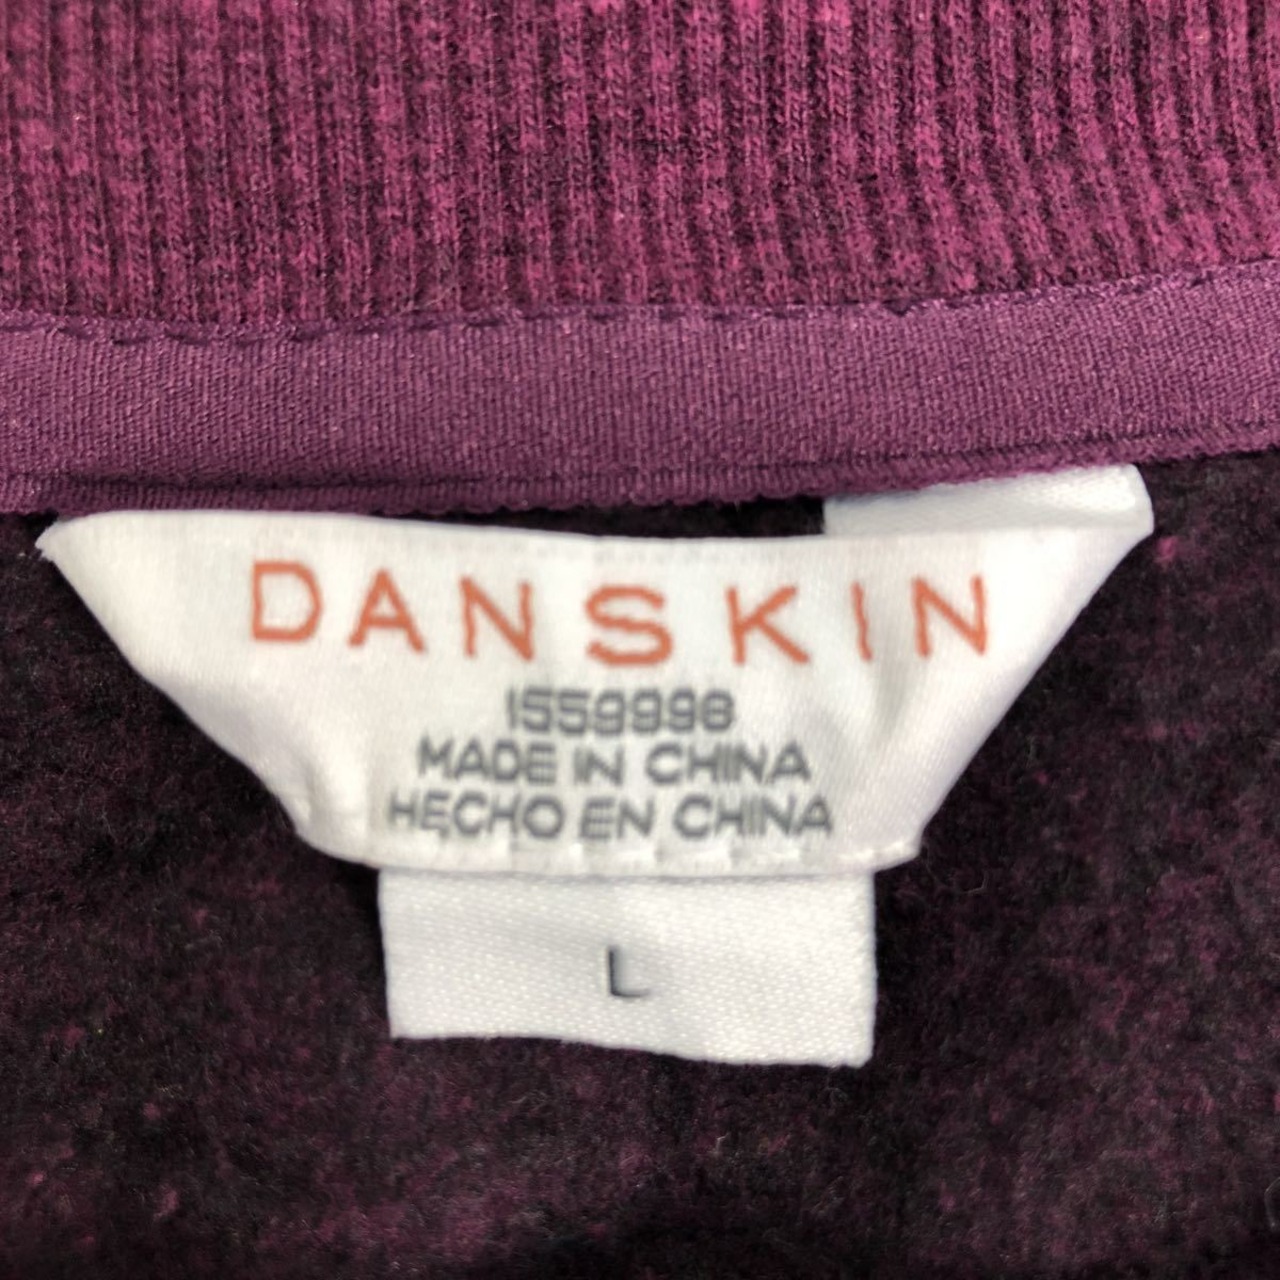 DANSKIN
1559998
MADE IN CHINA
HECHO EN CHINA
L